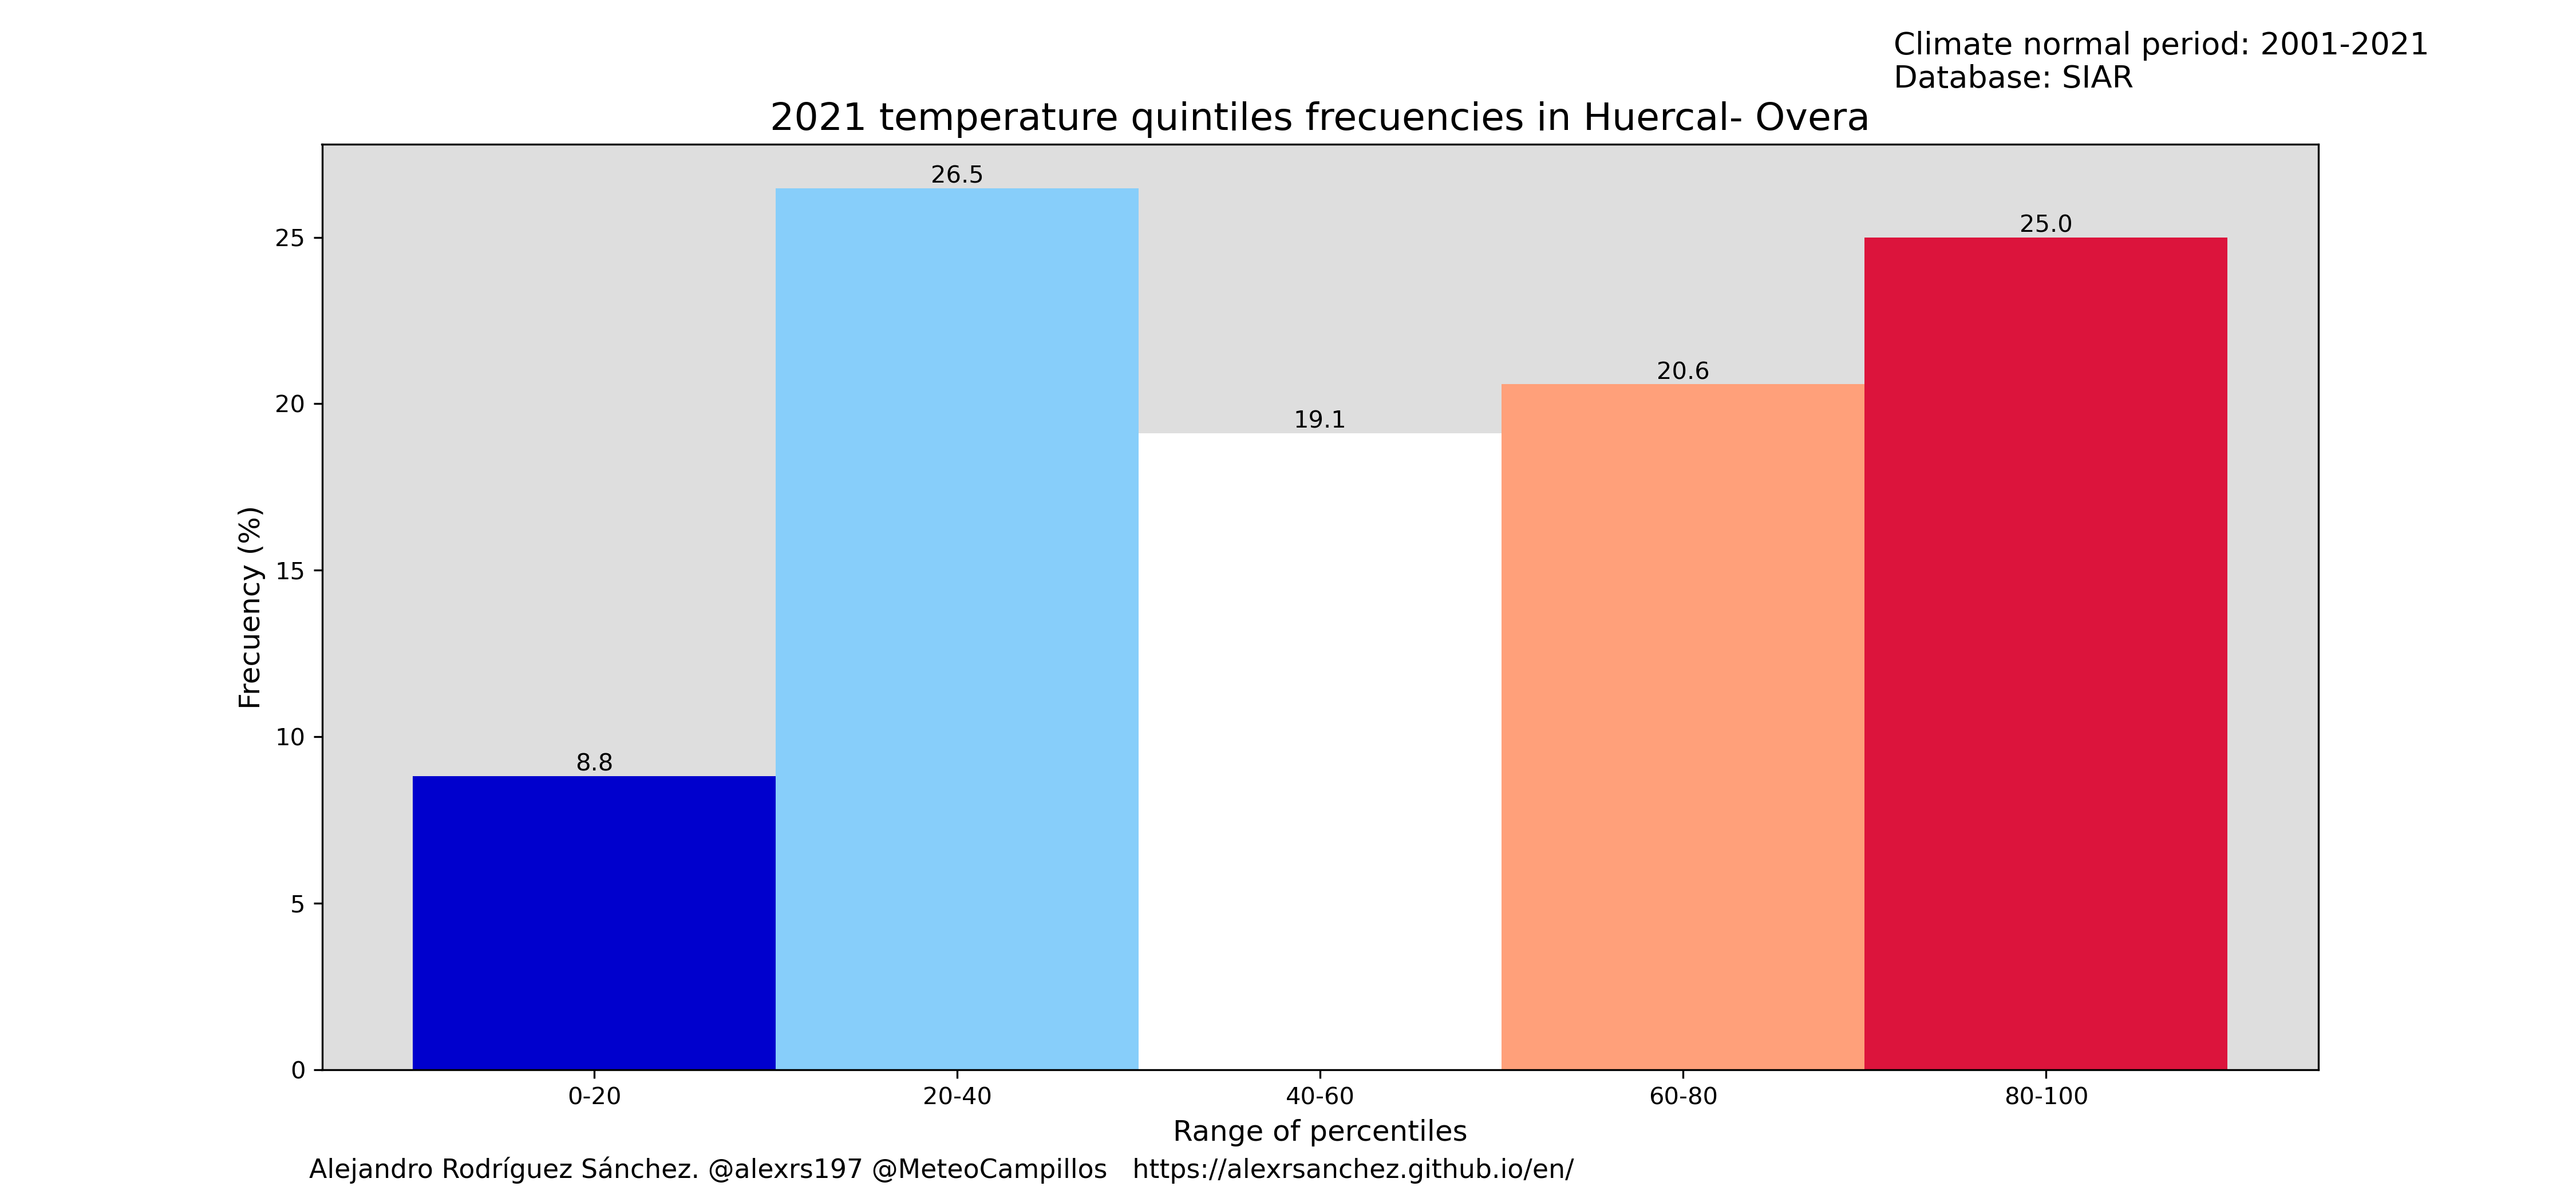 Climate normal period: 2001-2021
Database: SIAR
2021 temperature quintiles frecuencies in Huercal- Overa
26.5
25.0
25
20.6
20
19.1
15
Frecuency (%)
10
8.8
5
0
0-20 20-40 40-60 60-80 80-100
Range of percentiles
Alejandro Rodríguez Sánchez. @alexrs197 @MeteoCampillos https://alexrsanchez.github.io/en/